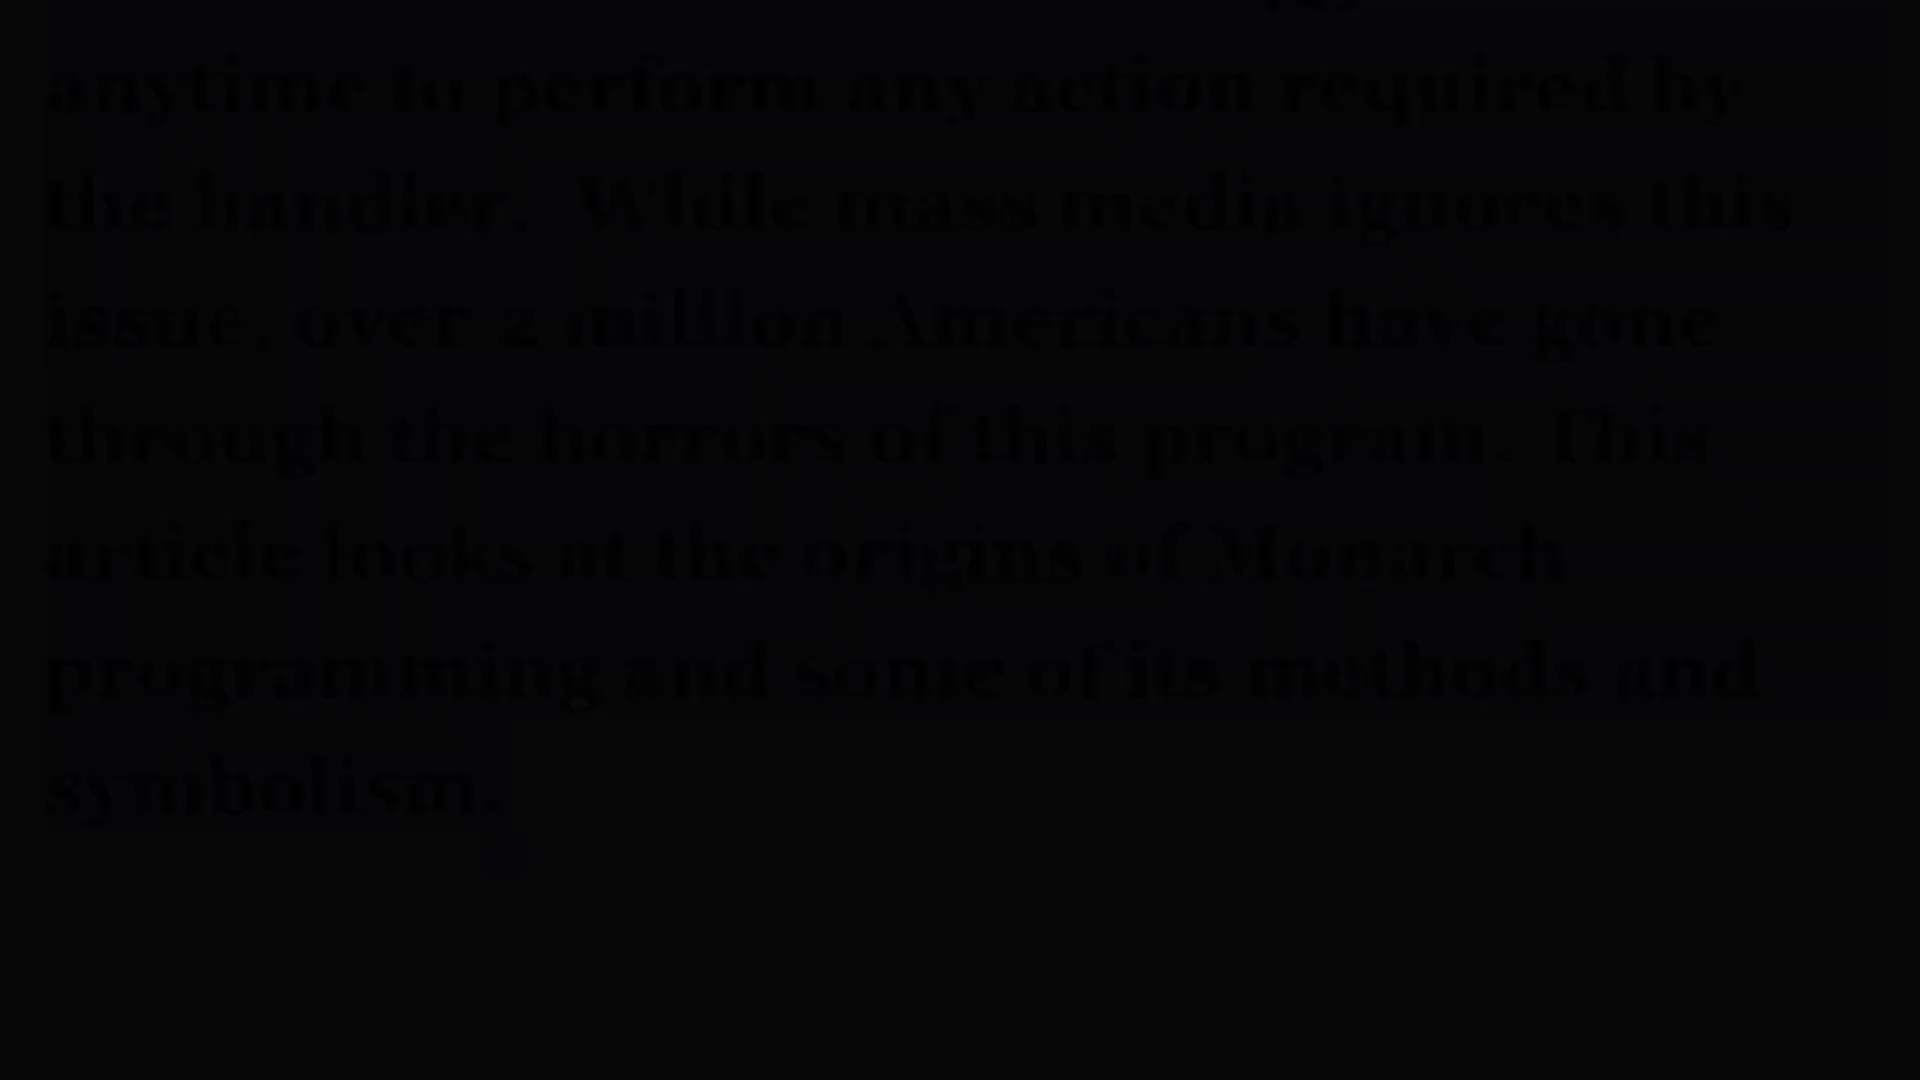 anytime to perform any action required by
the handler. While mass media ignores this
issue, over 2 million Americans have gone
through the horrors of this program. This
article looks at the origins of Monarch
programming and some of its methods and
symbolism.